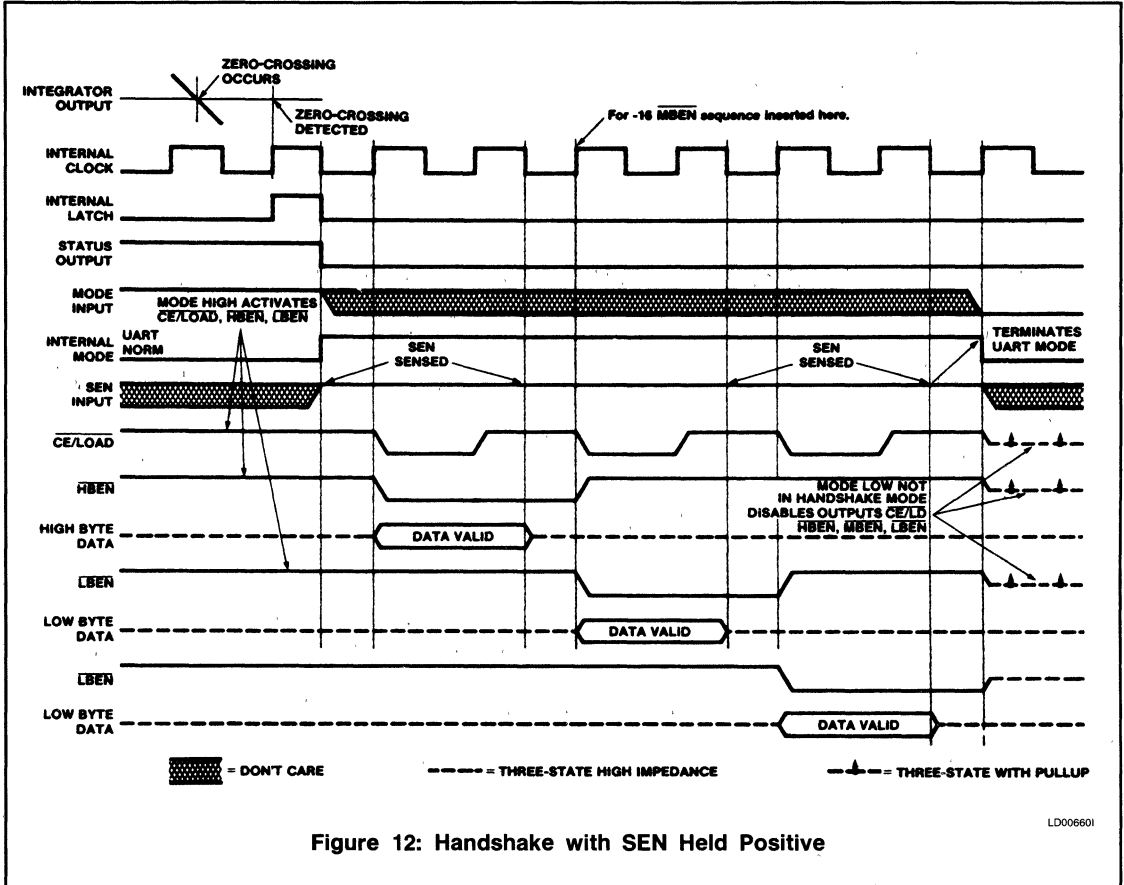 ZERO-CROSSING
OCCURS
INTEGRATOR
OUTPUT
ZERO-CROSSING
DETECTED
For -16 MBEN sequence inserted here.
INTERNAL
CLOCK
INTERNAL
LATCH
STATUS
OUTPUT
MODE
INPUT
MODE HIGH ACTIVATES
CE/LOAD, HBEN, LBEN
INTERNAL
MODE
UART
NORM
SEN
SENSED
SEN
SENSED
TERMINATES
UART MODE
SEN
INPUT
CE/LOAD
HBEN
MODE LOW NOT
IN HANDSHAKE MODE
DISABLES OUTPUTS CE/LD
HBEN, MBEN, LBEN
HIGH BYTE
DATA
DATA VALID
LBEN
LOW BYTE
DATA
DATA VALID
LBEN
LOW BYTE
DATA
DATA VALID
= DON'T CARE
= THREE-STATE HIGH IMPEDANCE
= THREE-STATE WITH PULLUP
LD00660I
Figure 12: Handshake with SEN Held Positive